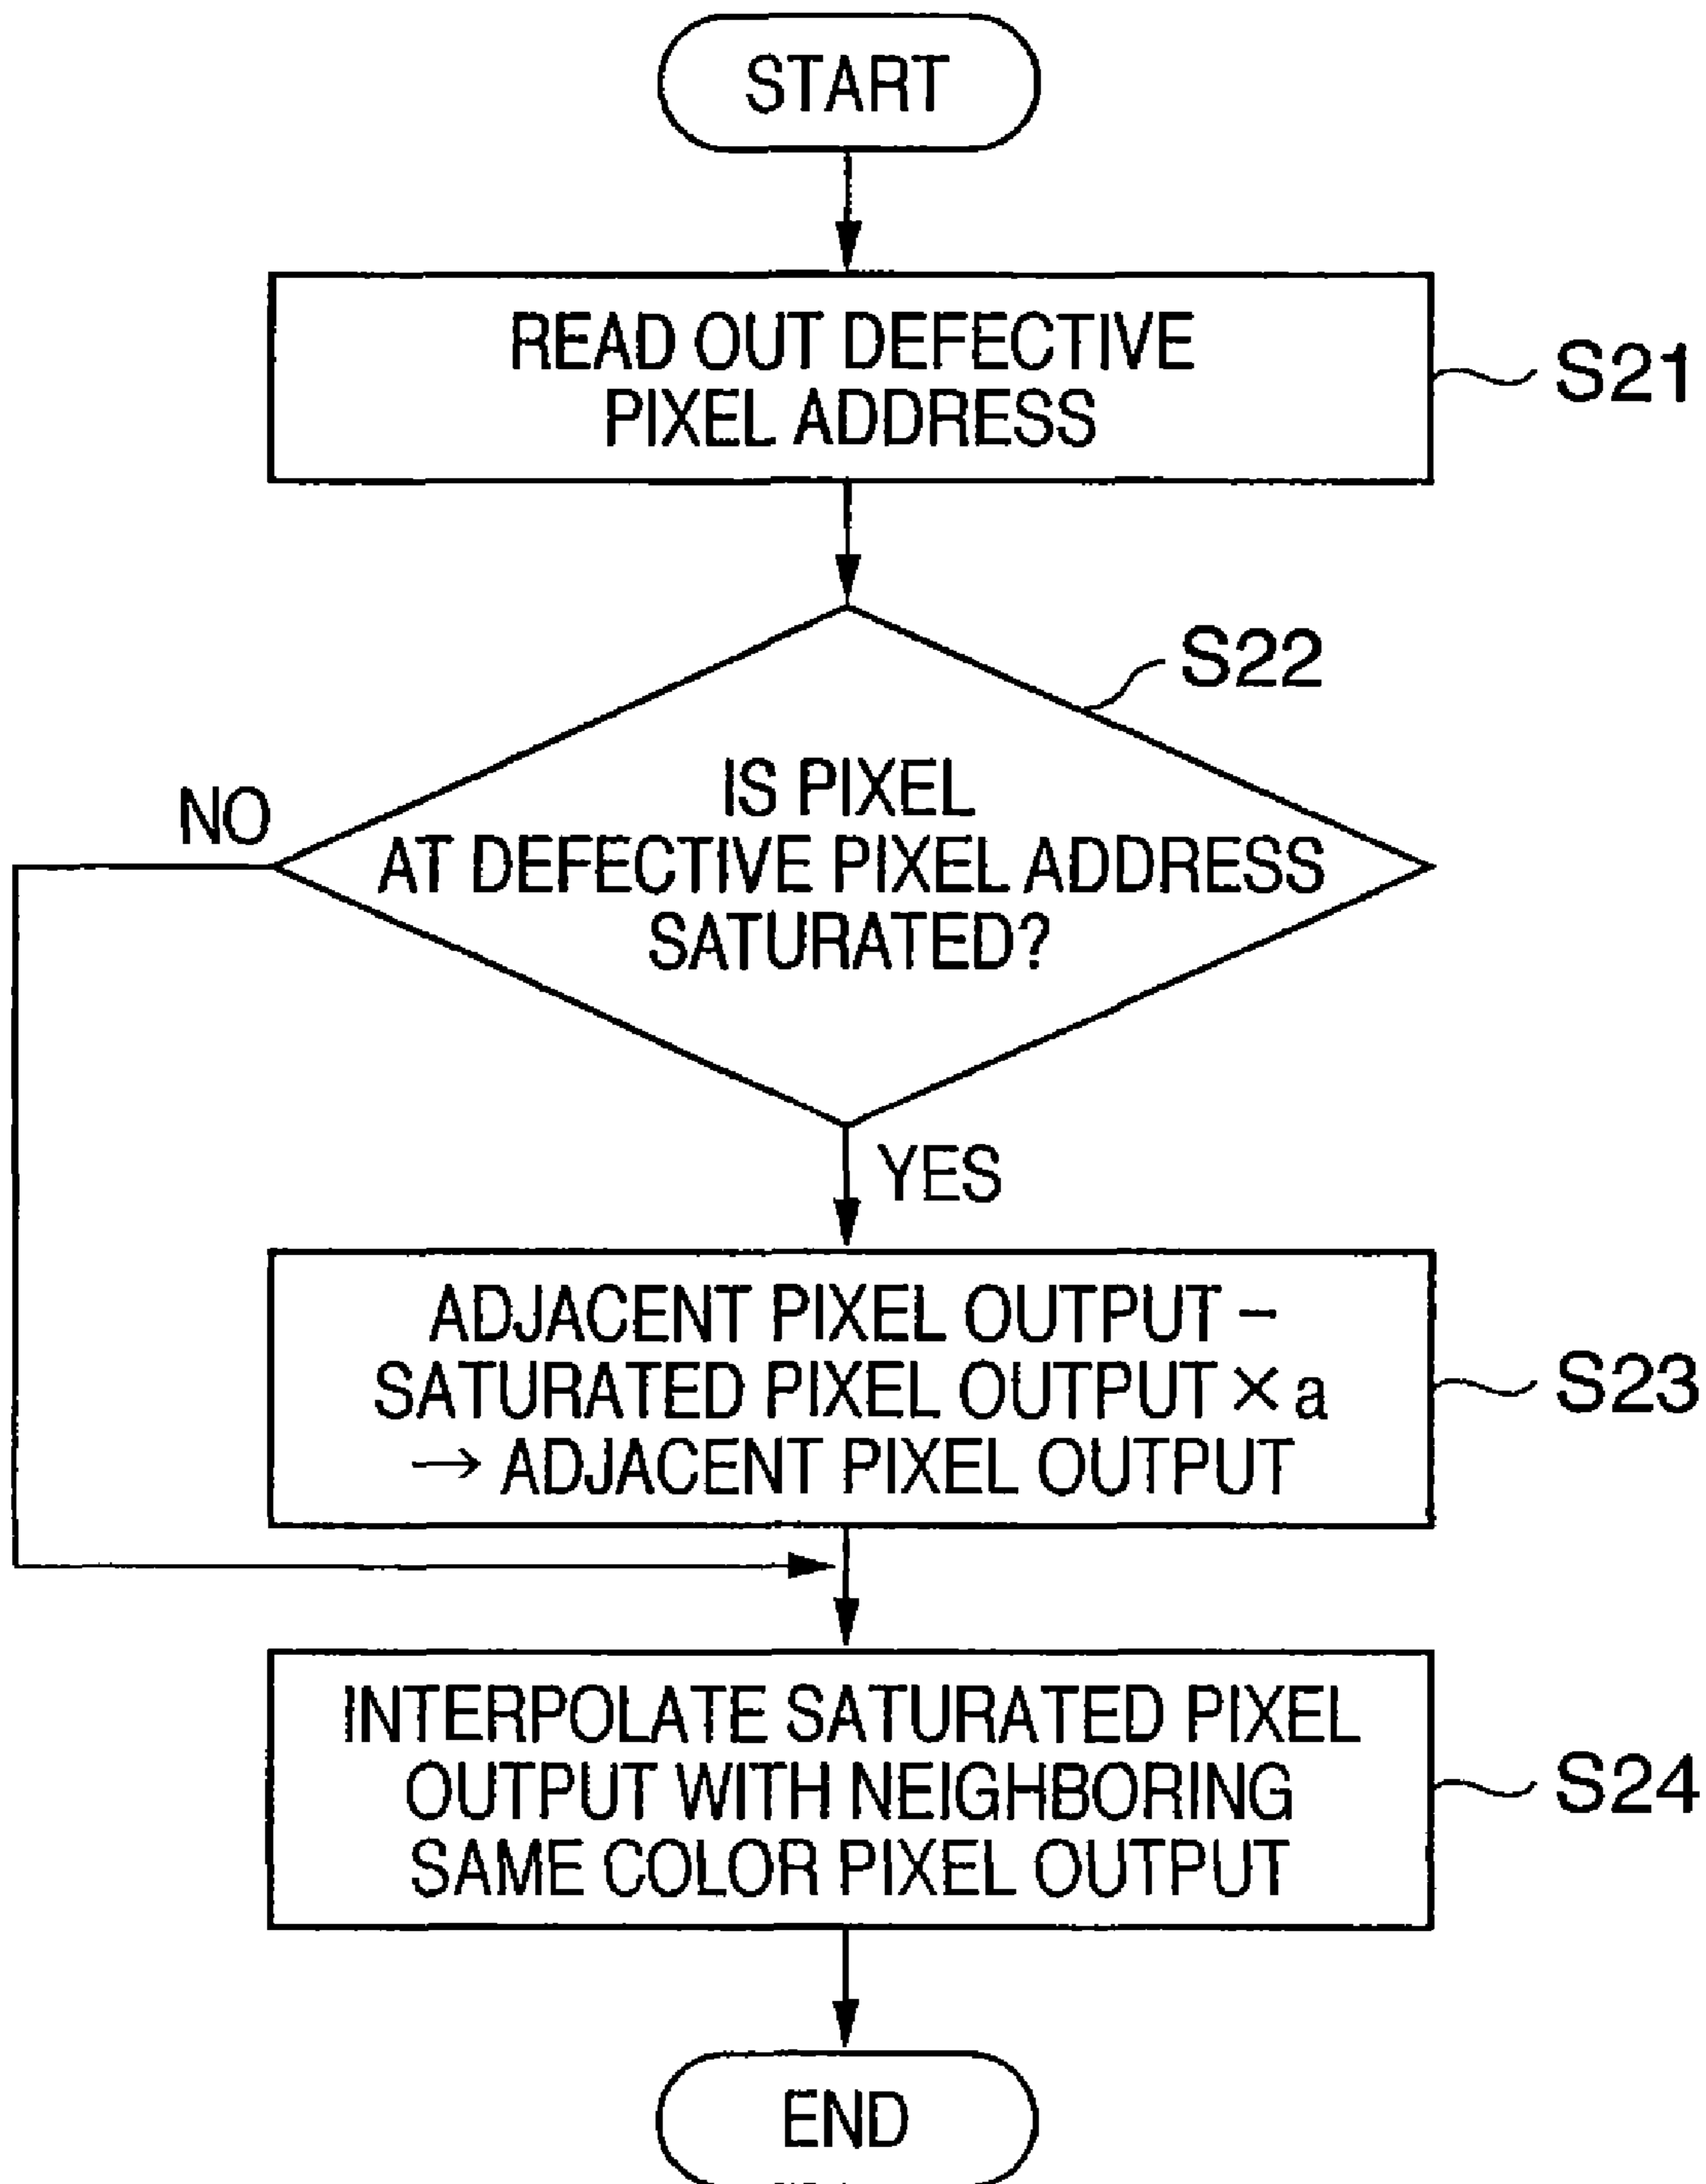 START
READ OUT DEFECTIVE
PIXEL ADDRESS
S21
S22
IS PIXEL
AT DEFECTIVE PIXEL ADDRESS
SATURATED?
NO
YES
ADJACENT PIXEL OUTPUT –
SATURATED PIXEL OUTPUT × a
→ ADJACENT PIXEL OUTPUT
S23
INTERPOLATE SATURATED PIXEL
OUTPUT WITH NEIGHBORING
SAME COLOR PIXEL OUTPUT
S24
END